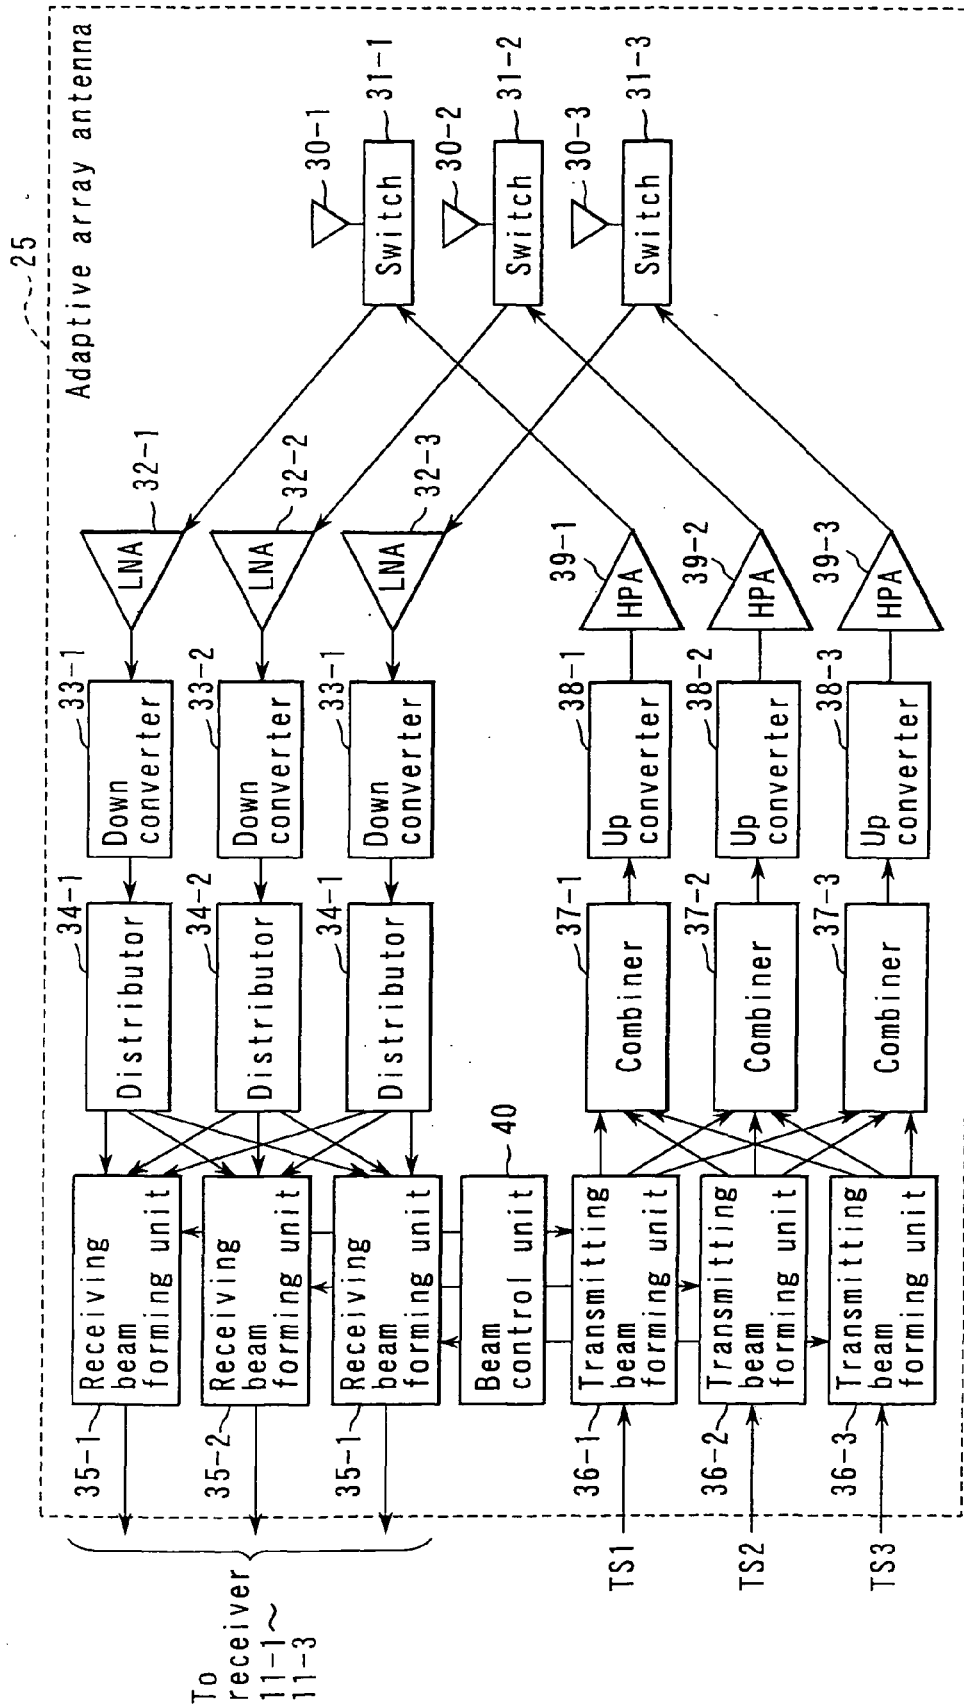 25
Adaptive array antenna
30-1
31-1
Switch
30-2
31-2
Switch
30-3
31-3
Switch
32-1
LNA
32-2
LNA
32-3
LNA
39-1
HPA
39-2
HPA
39-3
HPA
33-1
Down
converter
33-2
Down
converter
33-1
Down
converter
38-1
Up
converter
38-2
Up
converter
38-3
Up
converter
34-1
Distributor
34-2
Distributor
34-1
Distributor
37-1
Combiner
37-2
Combiner
37-3
Combiner
35-1
Receiving
beam
forming unit
35-2
Receiving
beam
forming unit
35-1
Receiving
beam
forming unit
40
Beam
control unit
36-1
Transmitting
beam
forming unit
36-2
Transmitting
beam
forming unit
36-3
Transmitting
beam
forming unit
To
receiver
11-1~
11-3
TS1
TS2
TS3